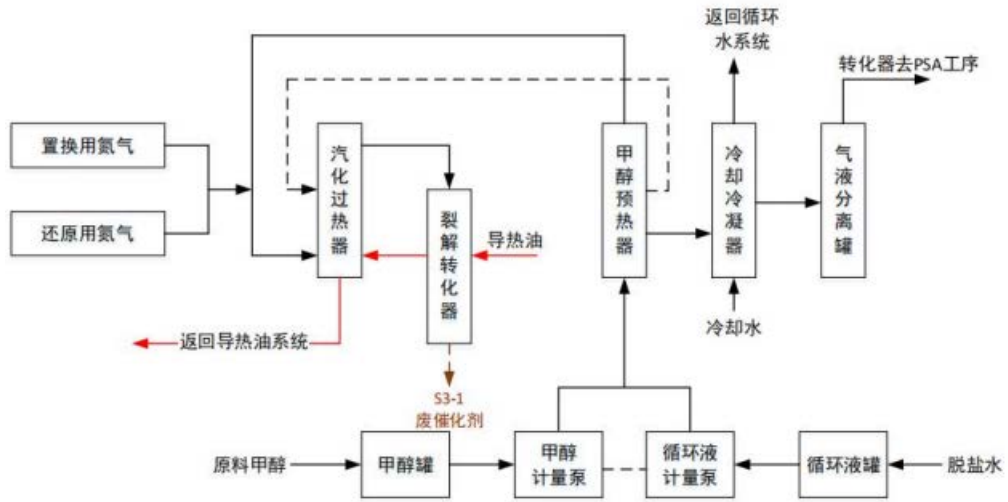 返回循环
水系统
转化器去PSA工序
置换用氮气
还原用氮气
汽化过热器
裂解转化器
导热油
甲醇预热器
冷却冷凝器
气液分离罐
冷却水
返回导热油系统
S3-1
废催化剂
原料甲醇
甲醇罐
甲醇
计量泵
循环液
计量泵
循环液罐
脱盐水